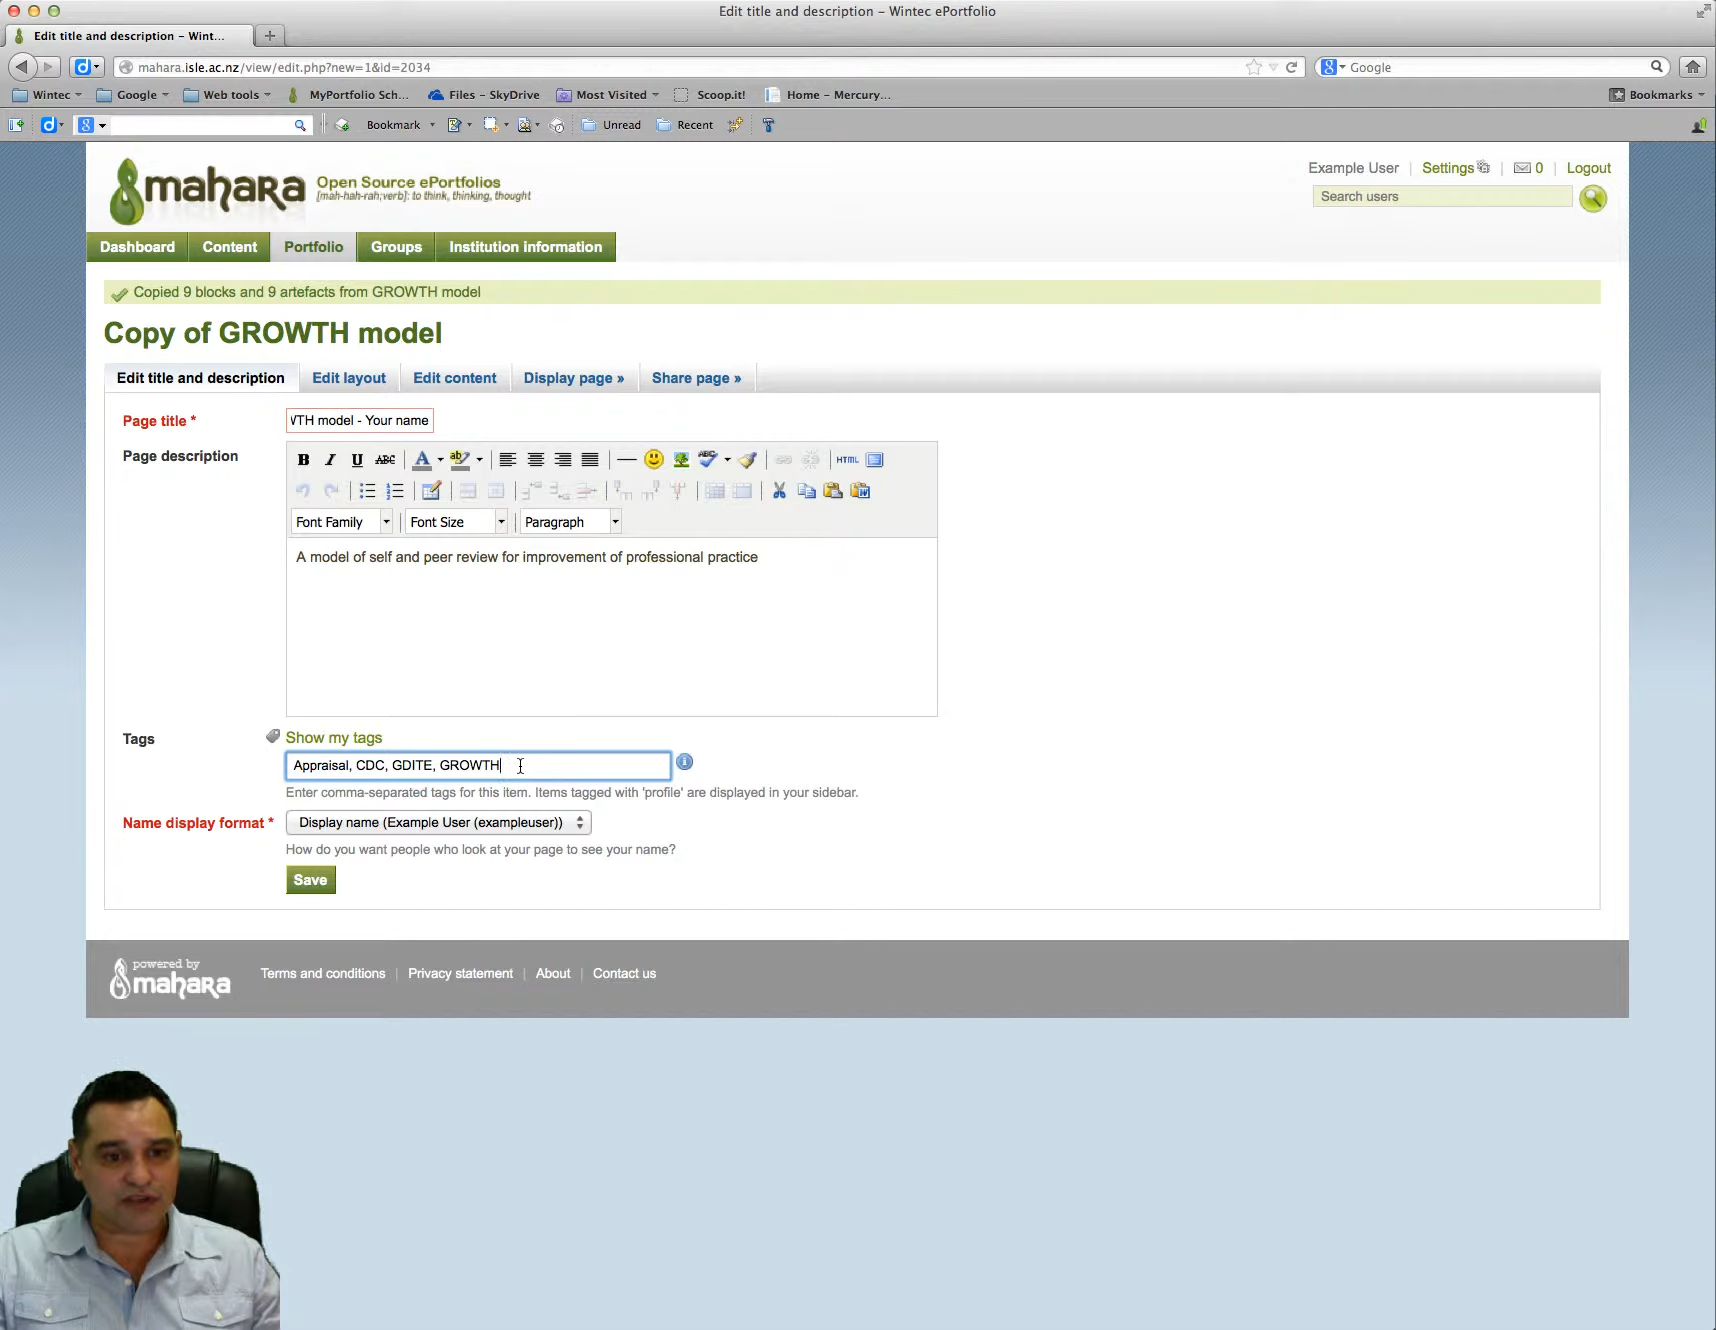 Edit title and description – Wintec ePortfolio
Edit title and description – Wint...
mahara.isle.ac.nz/view/edit.php?new=1&id=2034
Google
Wintec
Google
Web tools
MyPortfolio Sch...
Files – SkyDrive
Most Visited
Scoop.it!
Home – Mercury...
Bookmarks
Bookmark
Unread
Recent
mahara
Open Source ePortfolios
[mah-hah-rah;verb]: to think, thinking, thought
Example User | Settings | 0 | Logout
Search users
Dashboard
Content
Portfolio
Groups
Institution information
Copied 9 blocks and 9 artefacts from GROWTH model
Copy of GROWTH model
Edit title and description
Edit layout
Edit content
Display page »
Share page »
Page title *
WTH model - Your name
Page description
B I U ABC A ab ABC HTML
Font Family
Font Size
Paragraph
A model of self and peer review for improvement of professional practice
Tags
Show my tags
Appraisal, CDC, GDITE, GROWTH
Enter comma-separated tags for this item. Items tagged with 'profile' are displayed in your sidebar.
Name display format *
Display name (Example User (exampleuser))
How do you want people who look at your page to see your name?
Save
powered by
mahara
Terms and conditions | Privacy statement | About | Contact us